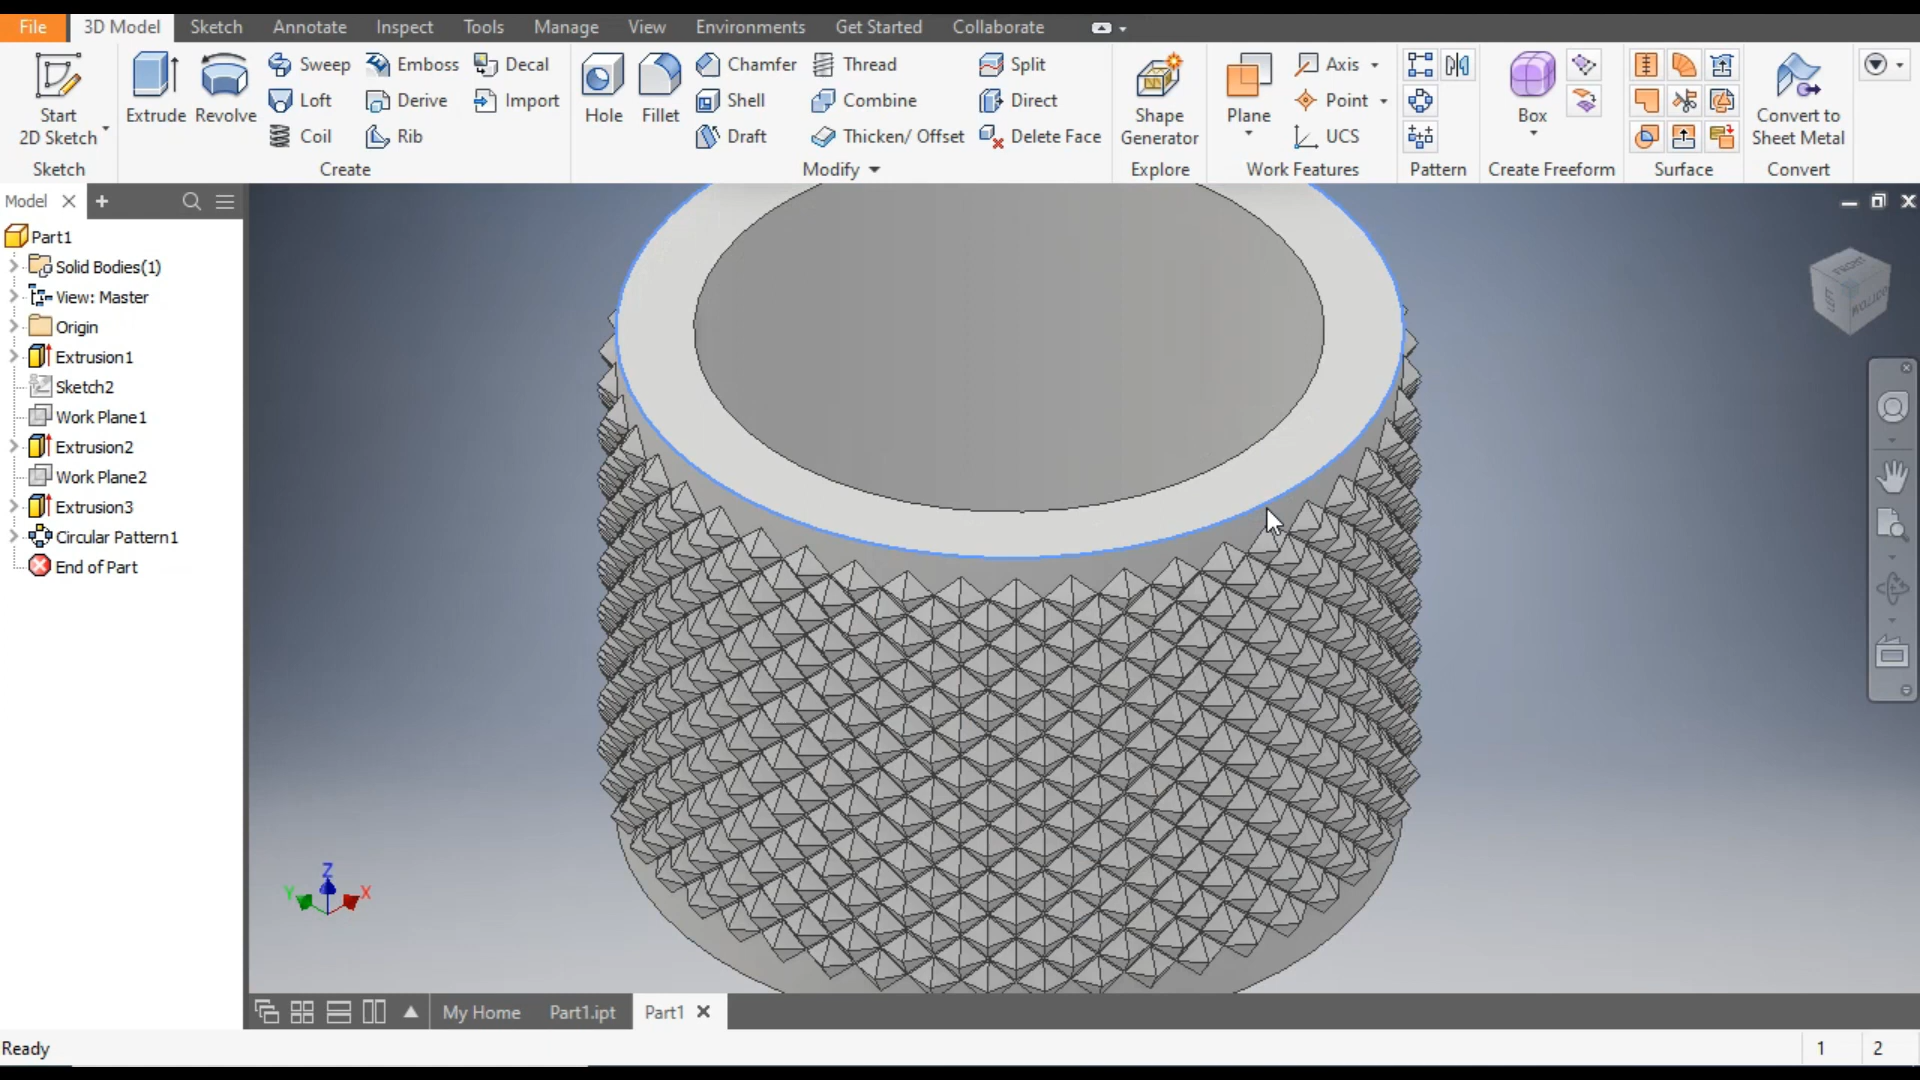 File 3D Model Sketch Annotate Inspect Tools Manage View Environments Get Started Collaborate
Start 2D Sketch
Sketch
Extrude Revolve
Sweep Emboss Decal
Loft Derive Import
Coil Rib
Create
Hole Fillet
Chamfer Thread Split
Shell Combine Direct
Draft Thicken/ Offset Delete Face
Modify
Shape Generator
Explore
Plane
Axis
Point
UCS
Work Features
Pattern
Box
Create Freeform
Surface
Convert to Sheet Metal
Convert
Model
Part1
Solid Bodies(1)
View: Master
Origin
Extrusion1
Sketch2
Work Plane1
Extrusion2
Work Plane2
Extrusion3
Circular Pattern1
End of Part
FRONT
Z
Y X
My Home Part1.ipt Part1
Ready 1 2